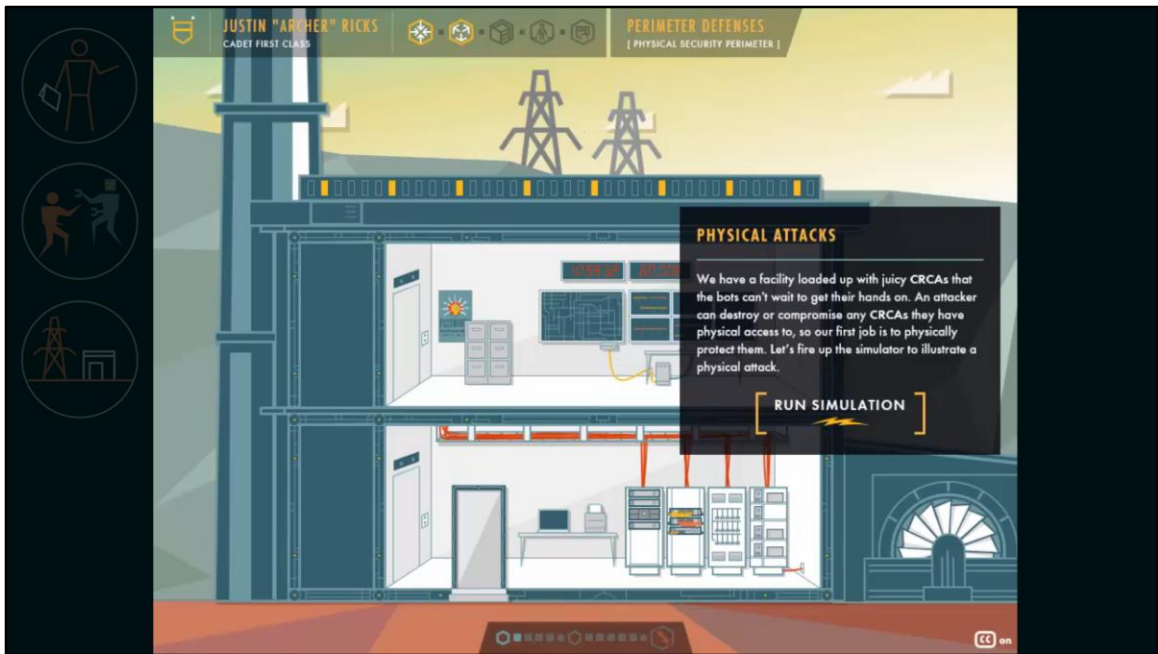 JUSTIN "ARCHER" RICKS
CADET FIRST CLASS
PERIMETER DEFENSES
[ PHYSICAL SECURITY PERIMETER ]
PHYSICAL ATTACKS
We have a facility loaded up with juicy CRCAs that
the bots can't wait to get their hands on. An attacker
can destroy or compromise any CRCAs they have
physical access to, so our first job is to physically
protect them. Let's fire up the simulator to illustrate a
physical attack.
RUN SIMULATION
CC on